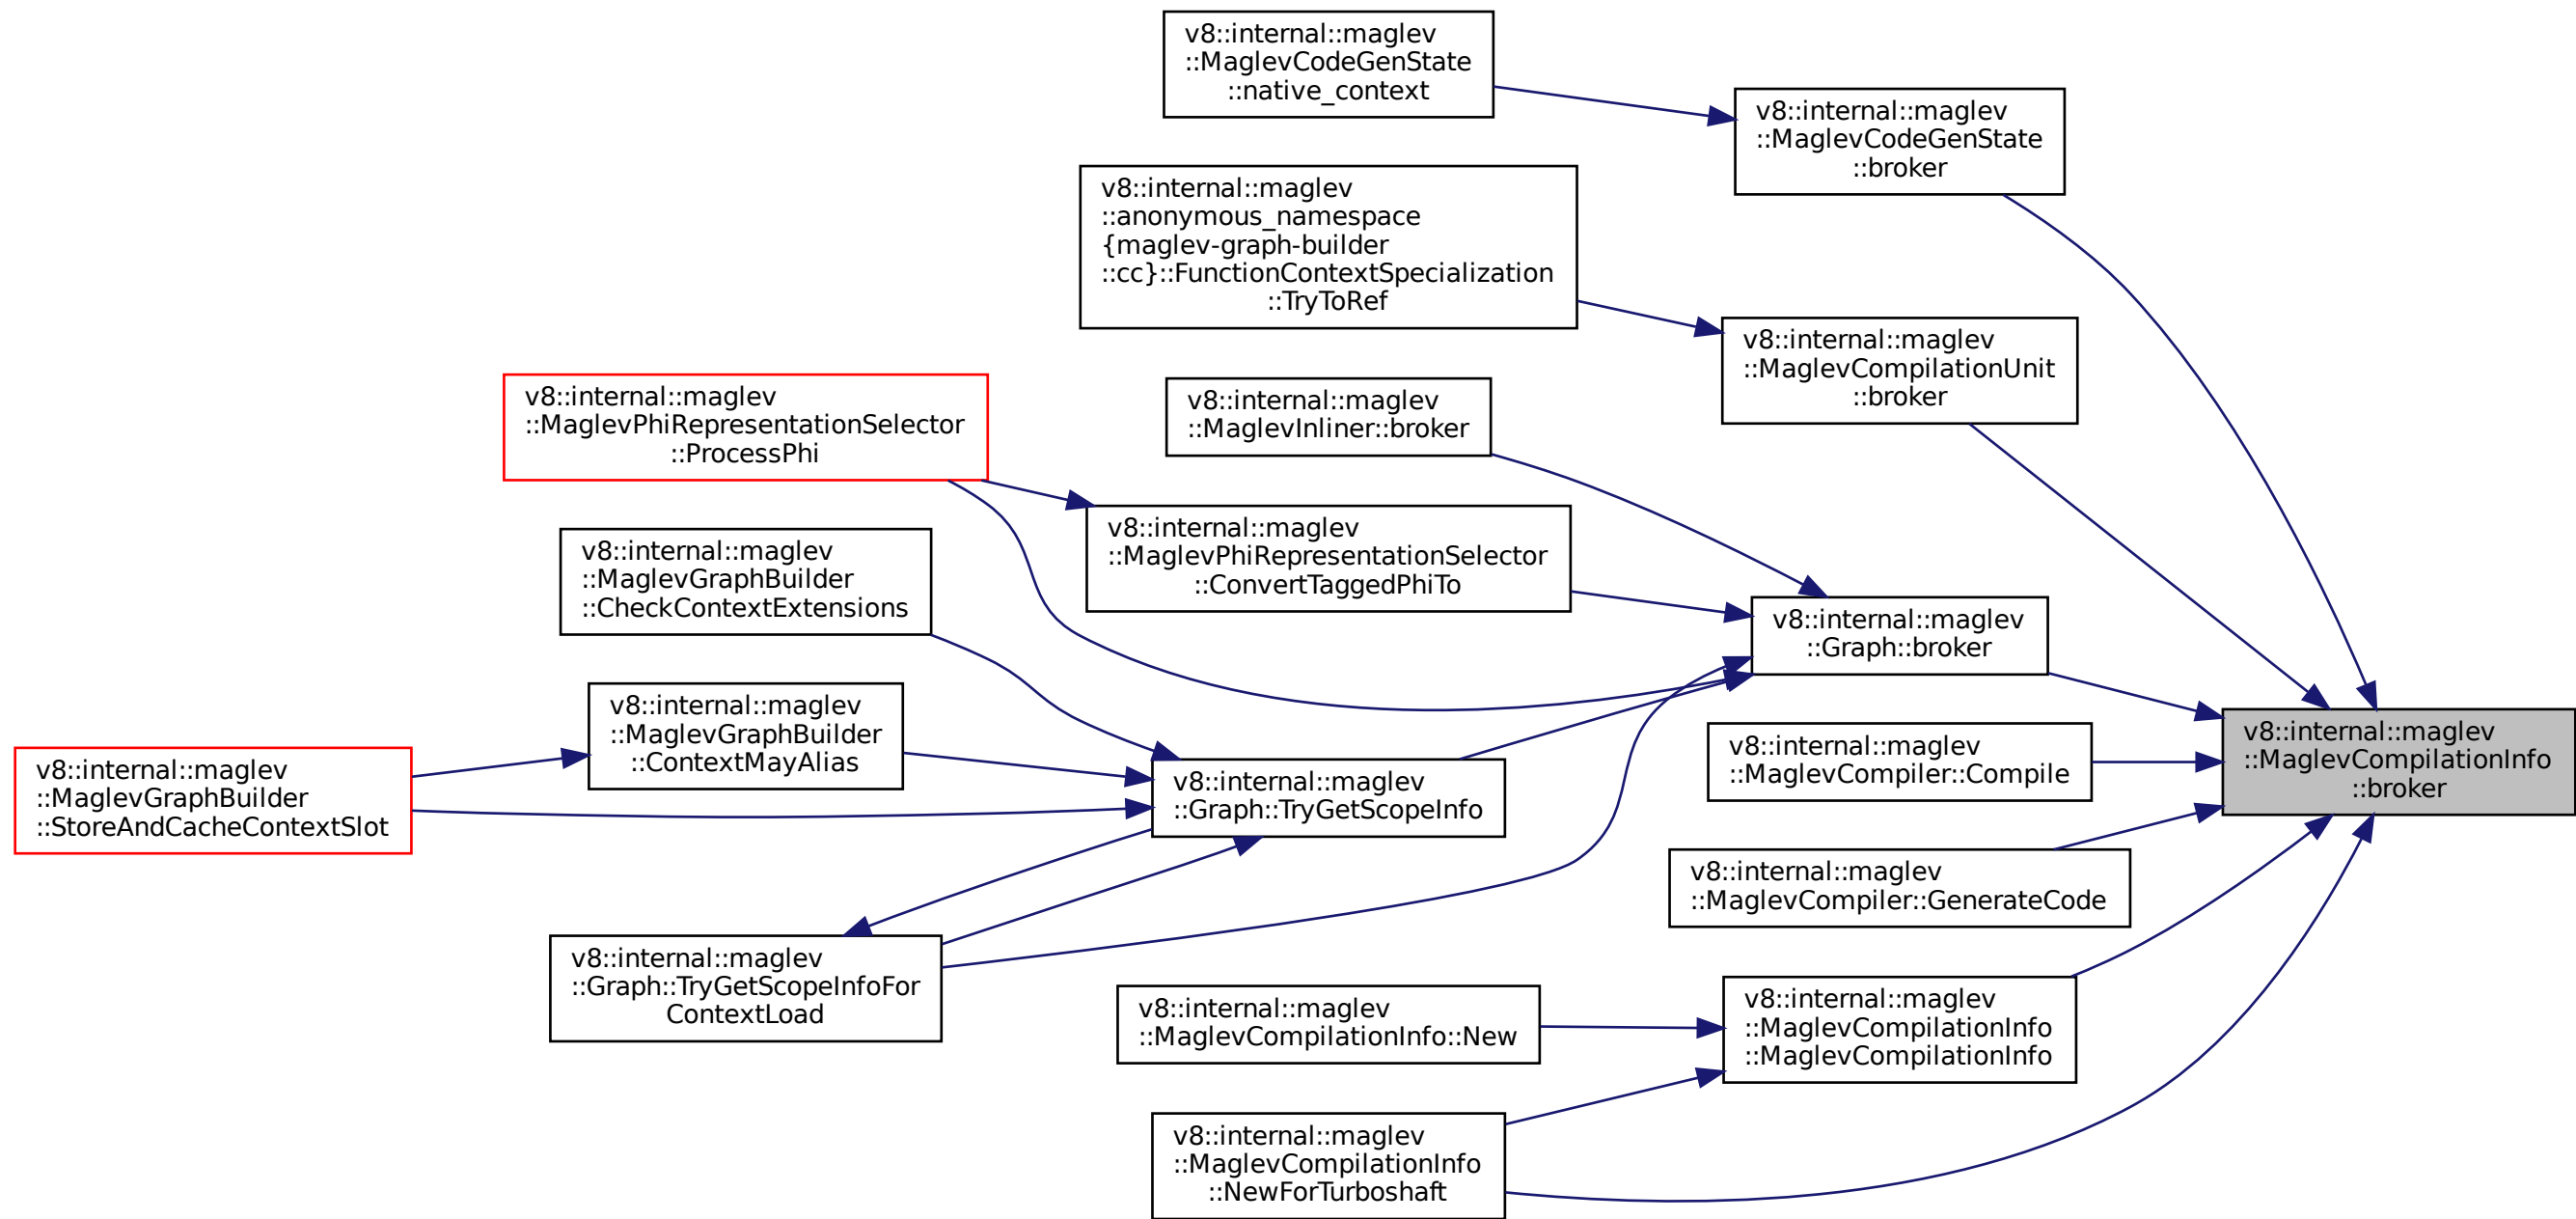 v8::internal::maglev
::MaglevCodeGenState
::native_context
v8::internal::maglev
::MaglevCodeGenState
::broker
v8::internal::maglev
::anonymous_namespace
{maglev-graph-builder
::cc}::FunctionContextSpecialization
::TryToRef
v8::internal::maglev
::MaglevCompilationUnit
::broker
v8::internal::maglev
::MaglevPhiRepresentationSelector
::ProcessPhi
v8::internal::maglev
::MaglevInliner::broker
v8::internal::maglev
::MaglevPhiRepresentationSelector
::ConvertTaggedPhiTo
v8::internal::maglev
::MaglevGraphBuilder
::CheckContextExtensions
v8::internal::maglev
::Graph::broker
v8::internal::maglev
::MaglevGraphBuilder
::ContextMayAlias
v8::internal::maglev
::MaglevCompilationInfo
::broker
v8::internal::maglev
::MaglevCompiler::Compile
v8::internal::maglev
::MaglevGraphBuilder
::StoreAndCacheContextSlot
v8::internal::maglev
::Graph::TryGetScopeInfo
v8::internal::maglev
::MaglevCompiler::GenerateCode
v8::internal::maglev
::Graph::TryGetScopeInfoFor
ContextLoad
v8::internal::maglev
::MaglevCompilationInfo::New
v8::internal::maglev
::MaglevCompilationInfo
::MaglevCompilationInfo
v8::internal::maglev
::MaglevCompilationInfo
::NewForTurboshaft